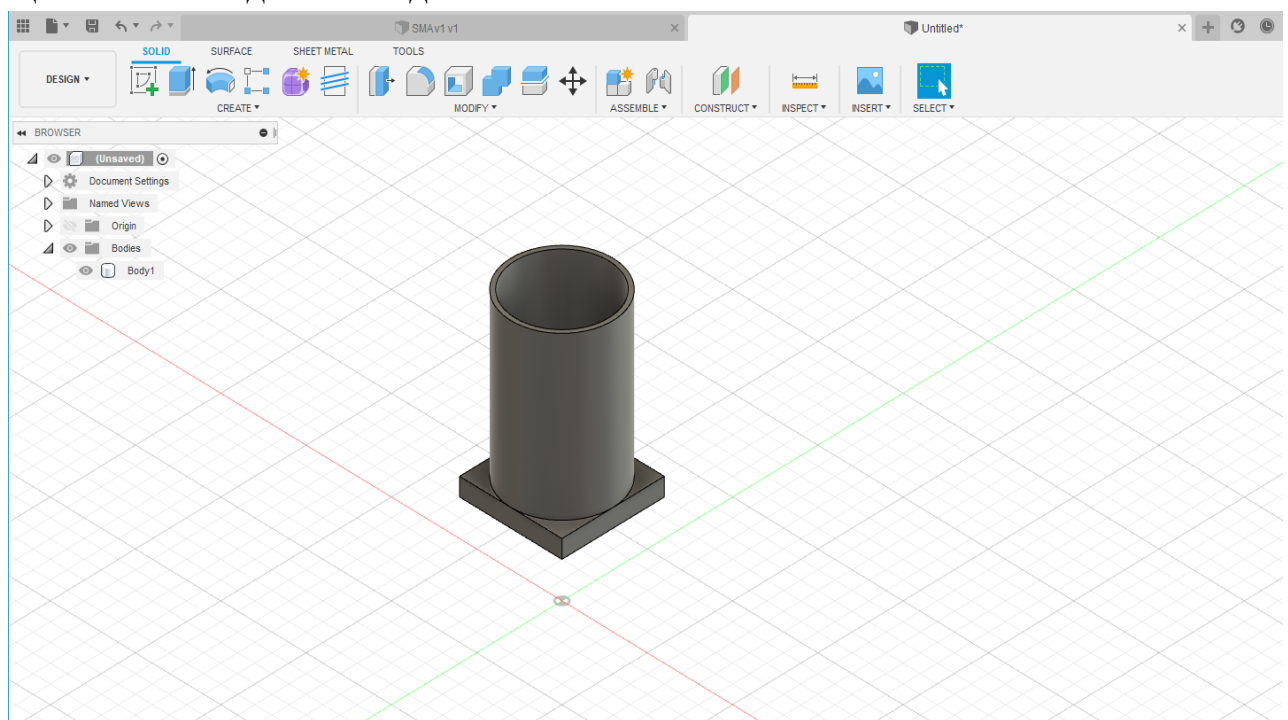 SMAv1 v1
Untitled*
SOLID
SURFACE
SHEET METAL
TOOLS
DESIGN
CREATE
MODIFY
ASSEMBLE
CONSTRUCT
INSPECT
INSERT
SELECT
BROWSER
(Unsaved)
Document Settings
Named Views
Origin
Bodies
Body1